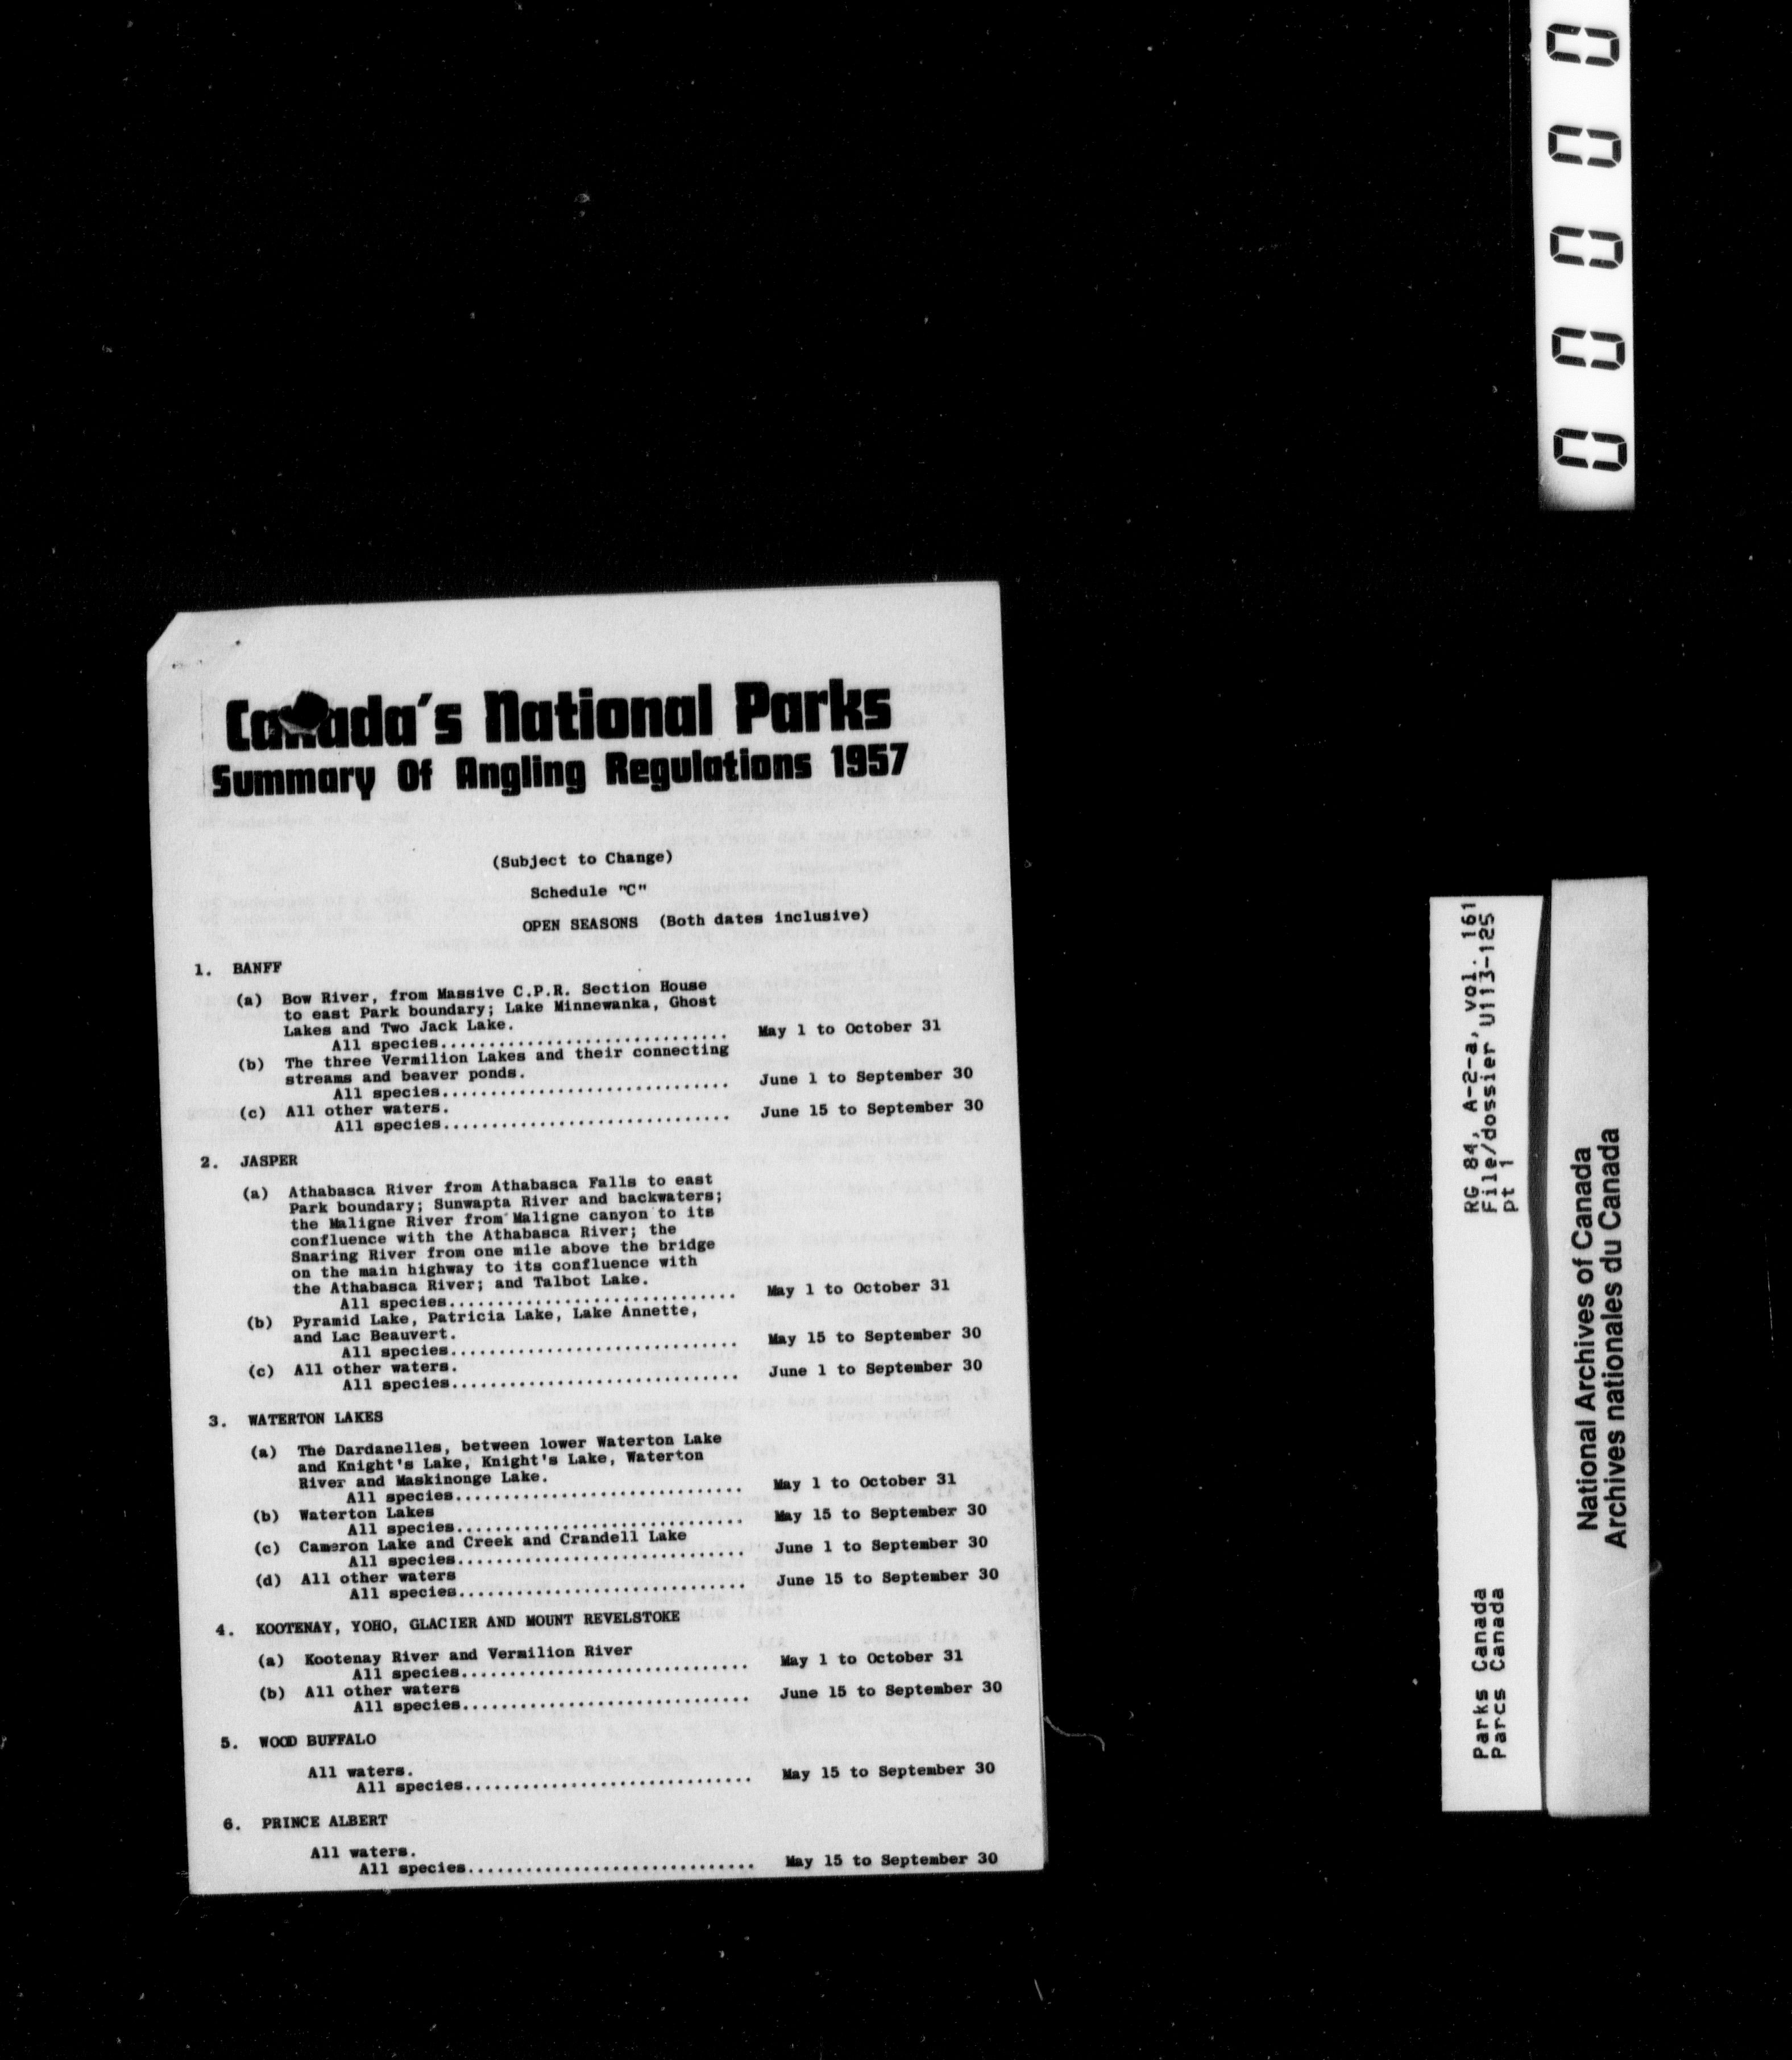 Canada's National Parks
Summary Of Angling Regulations 1957
(Subject to Change)
Schedule "C"
OPEN SEASONS (Both dates inclusive)
1. BANFF
(a) Bow River, from Massive C.P.R. Section House
to east Park boundary; Lake Minnewanka, Ghost
Lakes and Two Jack Lake.
All species.............................. May 1 to October 31
(b) The three Vermilion Lakes and their connecting
streams and beaver ponds.
All species.............................. June 1 to September 30
(c) All other waters.
All species.............................. June 15 to September 30
2. JASPER
(a) Athabasca River from Athabasca Falls to east
Park boundary; Sunwapta River and backwaters;
the Maligne River from Maligne canyon to its
confluence with the Athabasca River; the
Snaring River from one mile above the bridge
on the main highway to its confluence with
the Athabasca River; and Talbot Lake.
All species.............................. May 1 to October 31
(b) Pyramid Lake, Patricia Lake, Lake Annette,
and Lac Beauvert.
All species.............................. May 15 to September 30
(c) All other waters.
All species.............................. June 1 to September 30
3. WATERTON LAKES
(a) The Dardanelles, between lower Waterton Lake
and Knight's Lake, Knight's Lake, Waterton
River and Maskinonge Lake.
All species.............................. May 1 to October 31
(b) Waterton Lakes
All species.............................. May 15 to September 30
(c) Cameron Lake and Creek and Crandell Lake
All species.............................. June 1 to September 30
(d) All other waters
All species.............................. June 15 to September 30
4. KOOTENAY, YOHO, GLACIER AND MOUNT REVELSTOKE
(a) Kootenay River and Vermilion River
All species.............................. May 1 to October 31
(b) All other waters
All species.............................. June 15 to September 30
5. WOOD BUFFALO
All waters.
All species.............................. May 15 to September 30
6. PRINCE ALBERT
All waters.
All species.............................. May 15 to September 30
00000
RG 84, A-2-a, vol. 161
File/dossier U113-125
pt 1
Parks Canada
Parcs Canada
National Archives of Canada
Archives nationales du Canada